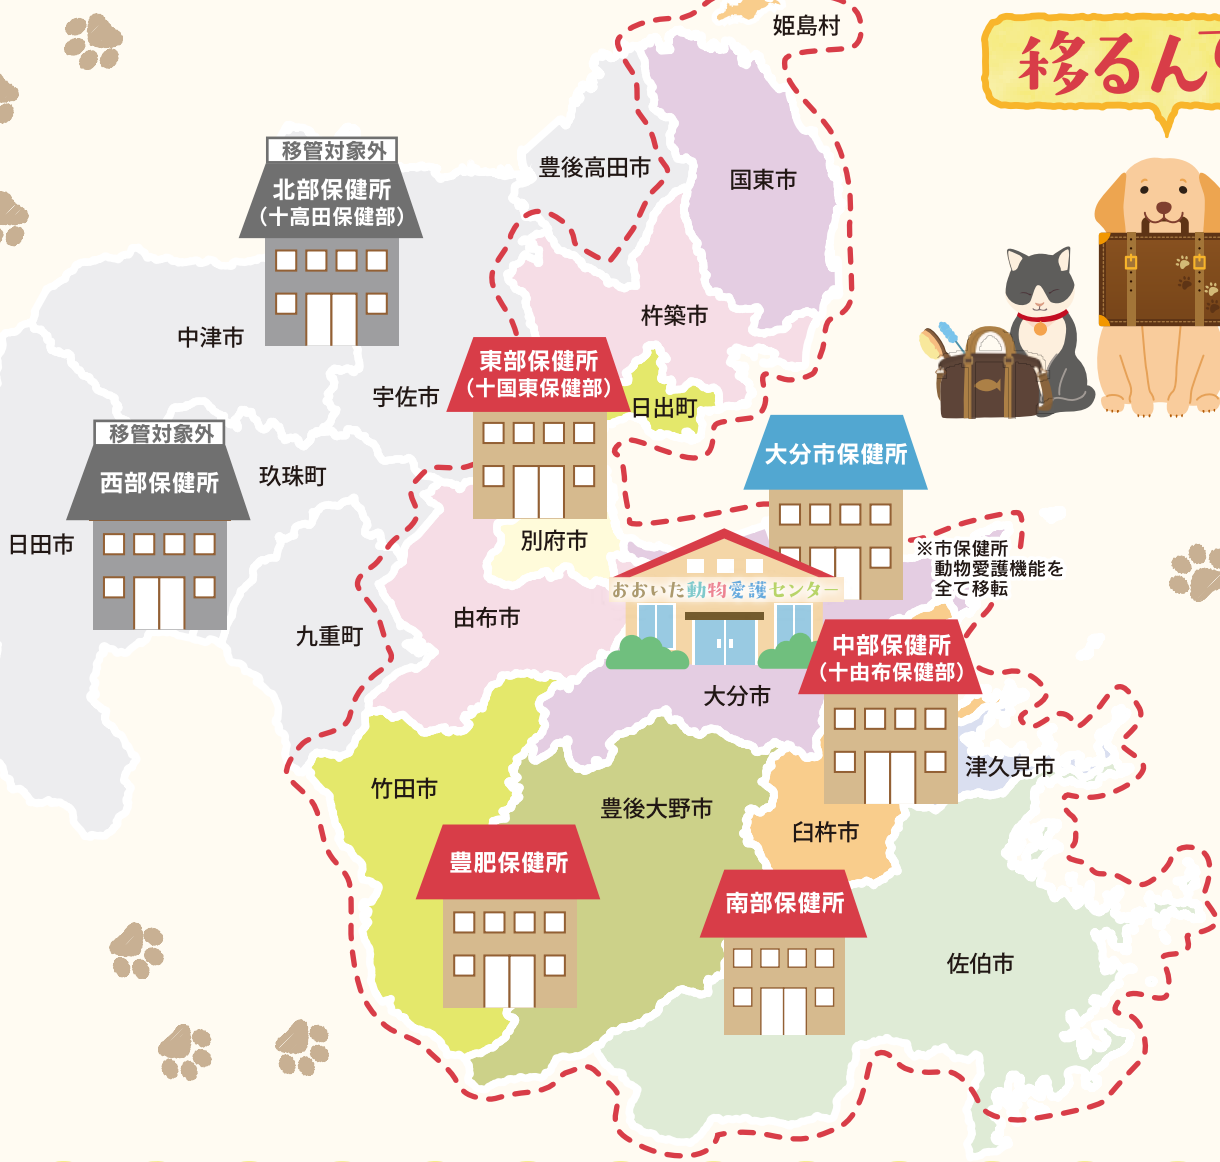 姫島村
移るん
移管対象外
北部保健所
（十高田保健部）
豊後高田市
国東市
杵築市
中津市
宇佐市
東部保健所
（十国東保健部）
日出町
移管対象外
西部保健所
玖珠町
大分市保健所
日田市
別府市
※市保健所
動物愛護機能を
全て移転
おおいた動物愛護センター
由布市
九重町
中部保健所
（十由布保健部）
大分市
津久見市
竹田市
豊後大野市
臼杵市
豊肥保健所
南部保健所
佐伯市